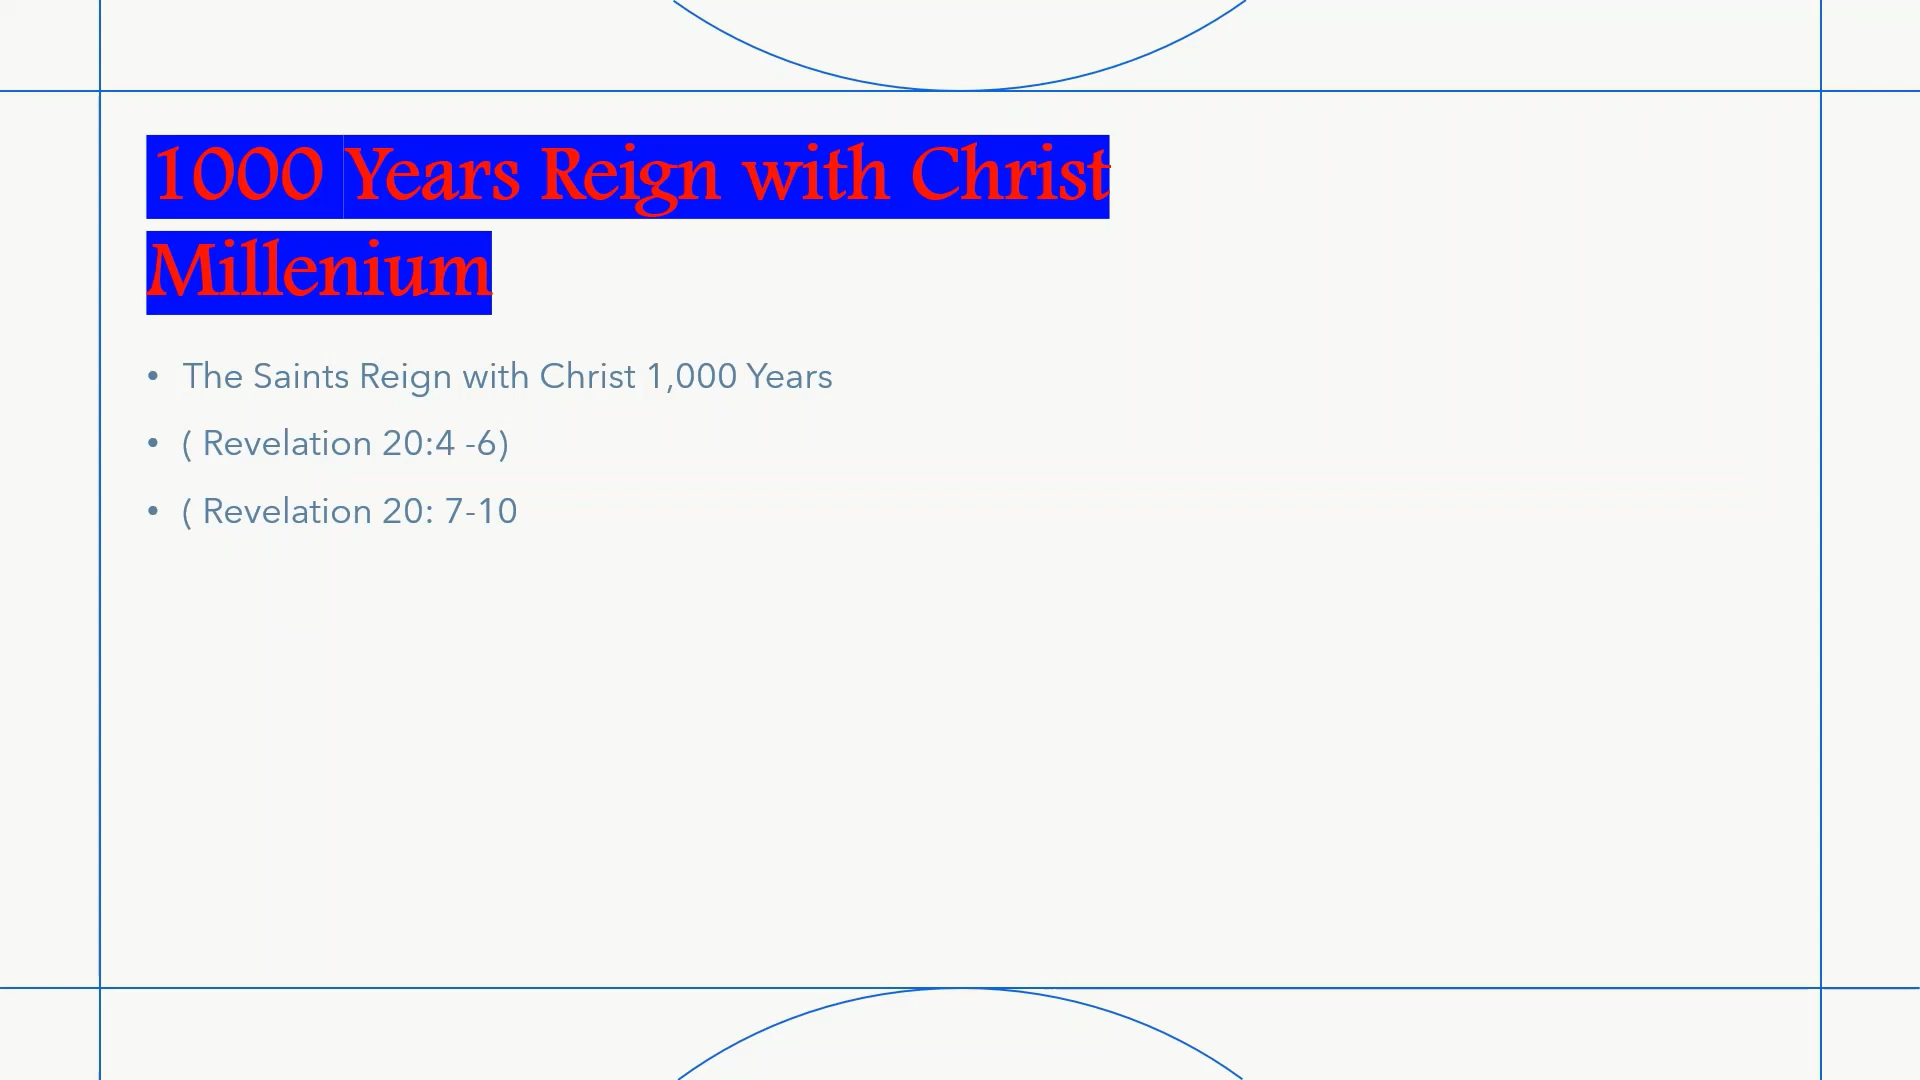 1000 Years Reign with Christ
Millenium
• The Saints Reign with Christ 1,000 Years
• ( Revelation 20:4 -6)
• ( Revelation 20: 7-10